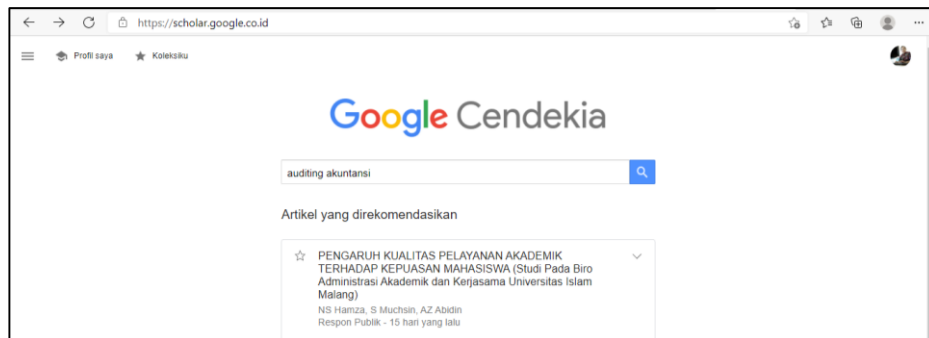 https://scholar.google.co.id
Profil saya
Koleksiku
Google Cendekia
auditing akuntansi
Artikel yang direkomendasikan
PENGARUH KUALITAS PELAYANAN AKADEMIK
TERHADAP KEPUASAN MAHASISWA (Studi Pada Biro
Administrasi Akademik dan Kerjasama Universitas Islam
Malang)
NS Hamza, S Muchsin, AZ Abidin
Respon Publik - 15 hari yang lalu